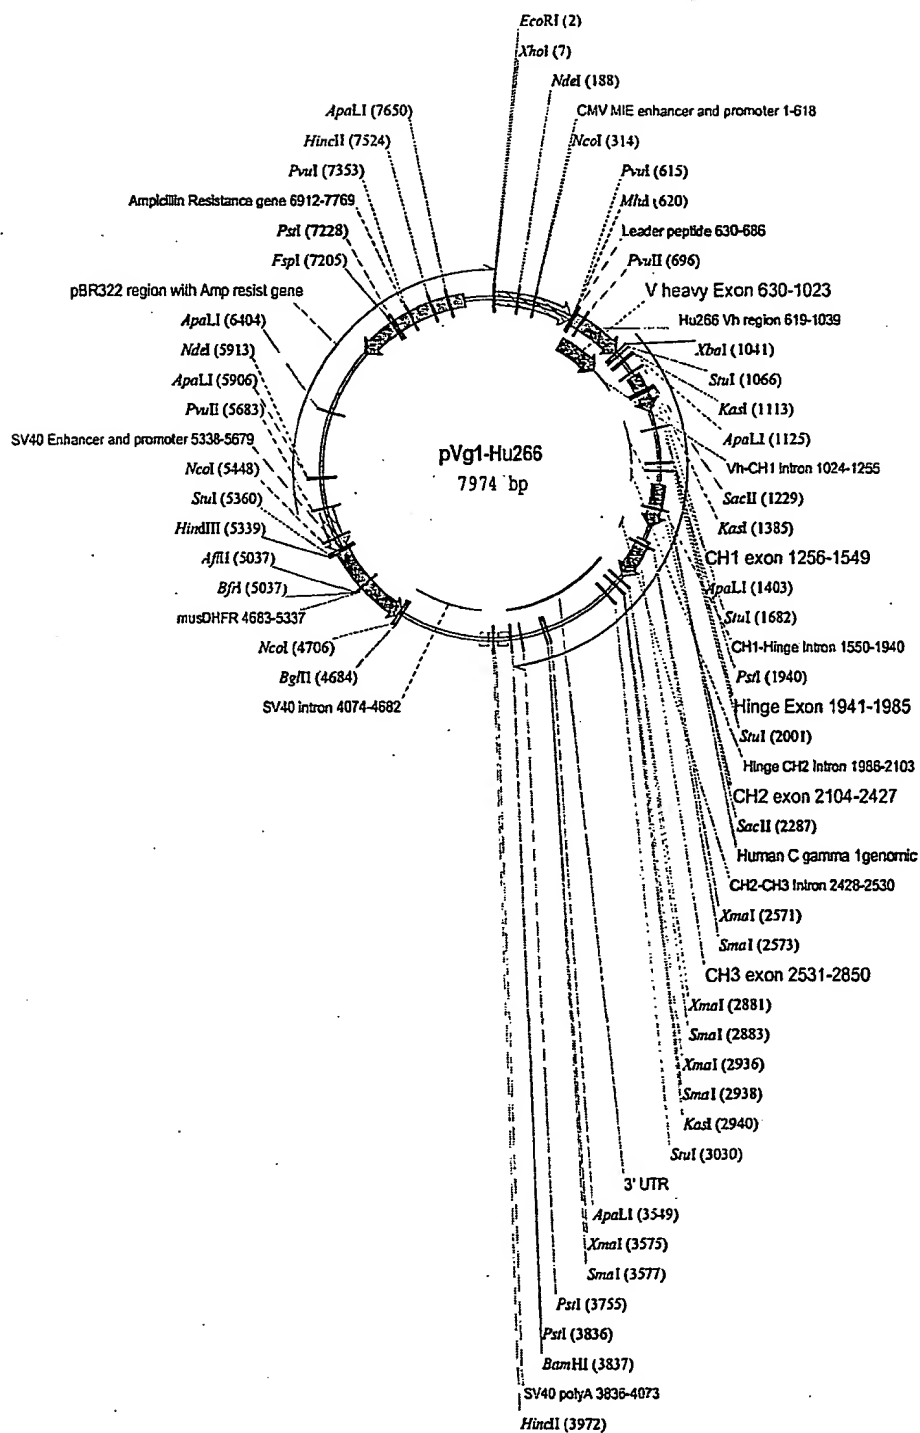 EcoRI (2)
XhoI (7)
NdeI (188)
CMV MIE enhancer and promoter 1-618
NcoI (314)
PvuI (615)
MluI (620)
Leader peptide 630-686
PvuII (696)
V heavy Exon 630-1023
Hu266 Vh region 619-1039
XbaI (1041)
StuI (1066)
KasI (1113)
ApaLI (1125)
Vh-CH1 Intron 1024-1255
SacII (1229)
KasI (1385)
CH1 exon 1256-1549
ApaLI (1403)
StuI (1682)
CH1-Hinge Intron 1550-1940
PstI (1940)
Hinge Exon 1941-1985
StuI (2001)
Hinge CH2 Intron 1986-2103
CH2 exon 2104-2427
SacII (2287)
Human C gamma 1genomic
CH2-CH3 Intron 2428-2530
XmaI (2571)
SmaI (2573)
CH3 exon 2531-2850
XmaI (2881)
SmaI (2883)
XmaI (2936)
SmaI (2938)
KasI (2940)
StuI (3030)
3' UTR
ApaLI (3549)
XmaI (3575)
SmaI (3577)
PstI (3755)
PstI (3836)
BamHI (3837)
SV40 polyA 3836-4073
HincII (3972)
SV40 intron 4074-4682
BglII (4684)
NcoI (4706)
musDHFR 4683-5337
BfrI (5037)
AflII (5037)
HindIII (5339)
StuI (5360)
NcoI (5448)
SV40 Enhancer and promoter 5338-5679
PvuII (5683)
ApaLI (5906)
NdeI (5913)
ApaLI (6404)
pBR322 region with Amp resist gene
FspI (7205)
PstI (7228)
Ampicillin Resistance gene 6912-7769
PvuI (7353)
HincII (7524)
ApaLI (7650)
pVg1-Hu266
7974 bp